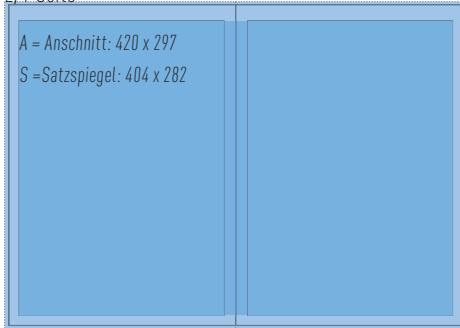 A = Anschnitt: 420 x 297
S =Satzspiegel: 404 x 282